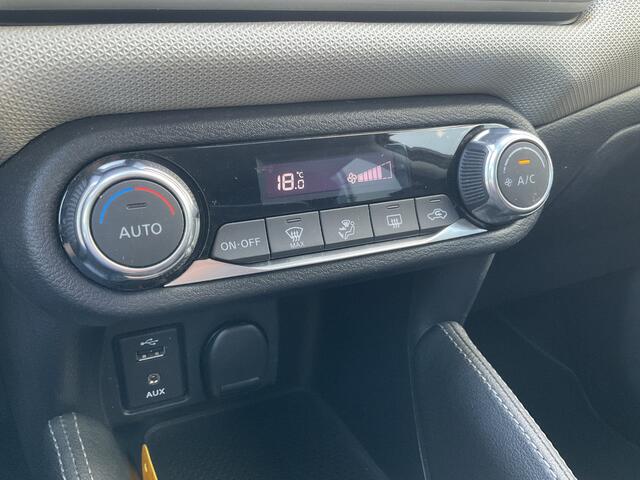 18.0 °C
AUTO
A/C
ON·OFF
MAX
AUX